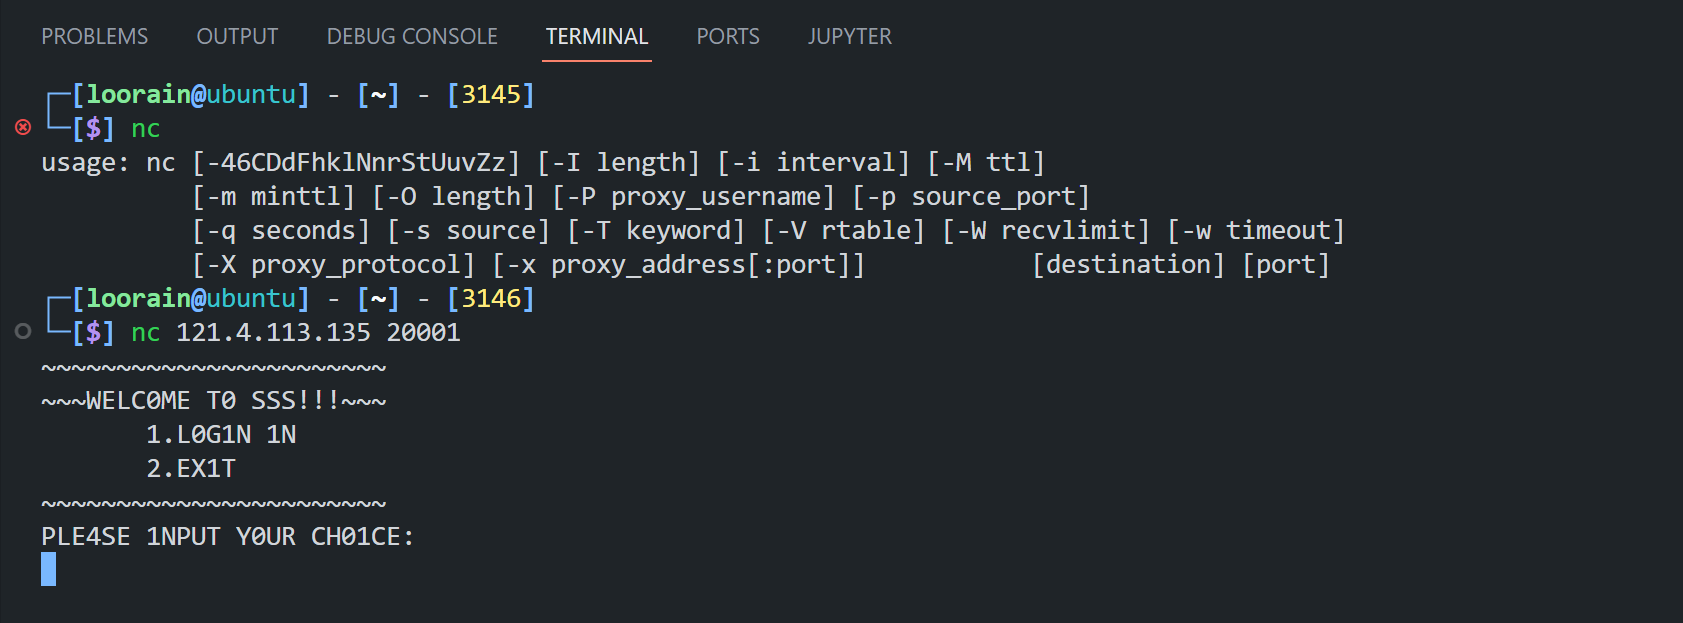 PROBLEMS OUTPUT DEBUG CONSOLE TERMINAL PORTS JUPYTER
┌─[loorain@ubuntu] - [~] - [3145]
└─[$] nc
usage: nc [-46CDdFhklNnrStUuvZz] [-I length] [-i interval] [-M ttl]
          [-m minttl] [-O length] [-P proxy_username] [-p source_port]
          [-q seconds] [-s source] [-T keyword] [-V rtable] [-W recvlimit] [-w timeout]
          [-X proxy_protocol] [-x proxy_address[:port]]           [destination] [port]
┌─[loorain@ubuntu] - [~] - [3146]
└─[$] nc 121.4.113.135 20001
~~~~~~~~~~~~~~~~~~~~~~~
~~~WELC0ME T0 SSS!!!~~~
       1.L0G1N 1N
       2.EX1T
~~~~~~~~~~~~~~~~~~~~~~~
PLE4SE 1NPUT Y0UR CH01CE: